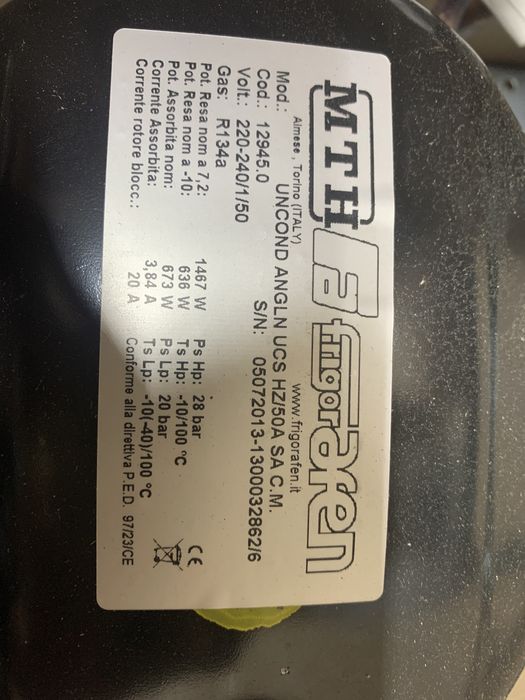 MTH frigorafen
Almese, Torino (ITALY) www.frigorafen.it
Mod.: UNCOND ANGLN UCS HZ/50A SA C.M.
Cod.: 12945.0 S/N: 05072013-1300032862/6
Volt.: 220-240/1/50
Gas: R134a
Pot. Resa nom a 7,2: 1467 W Ps Hp: 28 bar CE
Pot. Resa nom a -10: 636 W Ts Hp: -10/100 °C
Pot. Assorbita nom: 673 W Ps Lp: 20 bar
Corrente Assorbita: 3,84 A Ts Lp: -10(-40)/100 °C
Corrente rotore blocc.: 20 A Conforme alla direttiva P.E.D. 97/23/CE